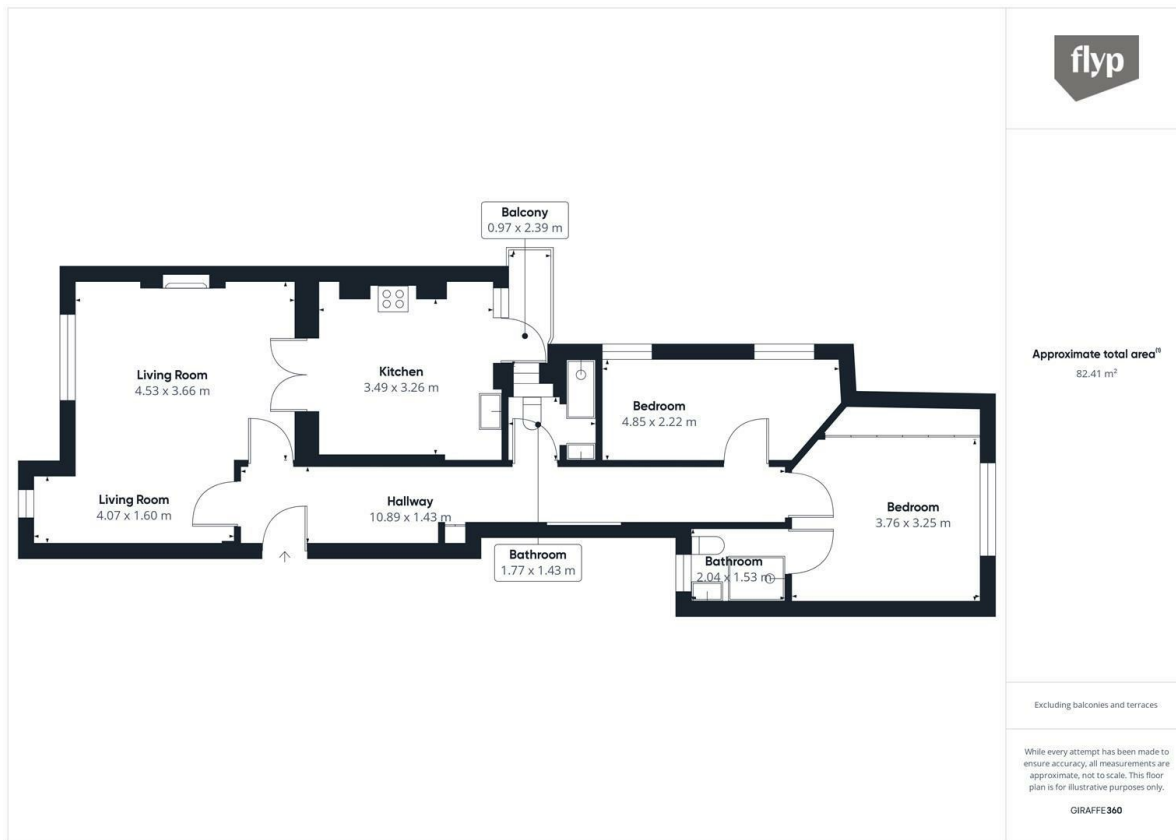 flyp
Balcony
0.97 x 2.39 m
Living Room
4.53 x 3.66 m
Kitchen
3.49 x 3.26 m
Bedroom
4.85 x 2.22 m
Living Room
4.07 x 1.60 m
Hallway
10.89 x 1.43 m
Bedroom
3.76 x 3.25 m
Bathroom
1.77 x 1.43 m
Bathroom
2.04 x 1.53 m
Approximate total area⁽¹⁾
82.41 m²
Excluding balconies and terraces
While every attempt has been made to
ensure accuracy, all measurements are
approximate, not to scale. This floor
plan is for illustrative purposes only.
GIRAFFE360